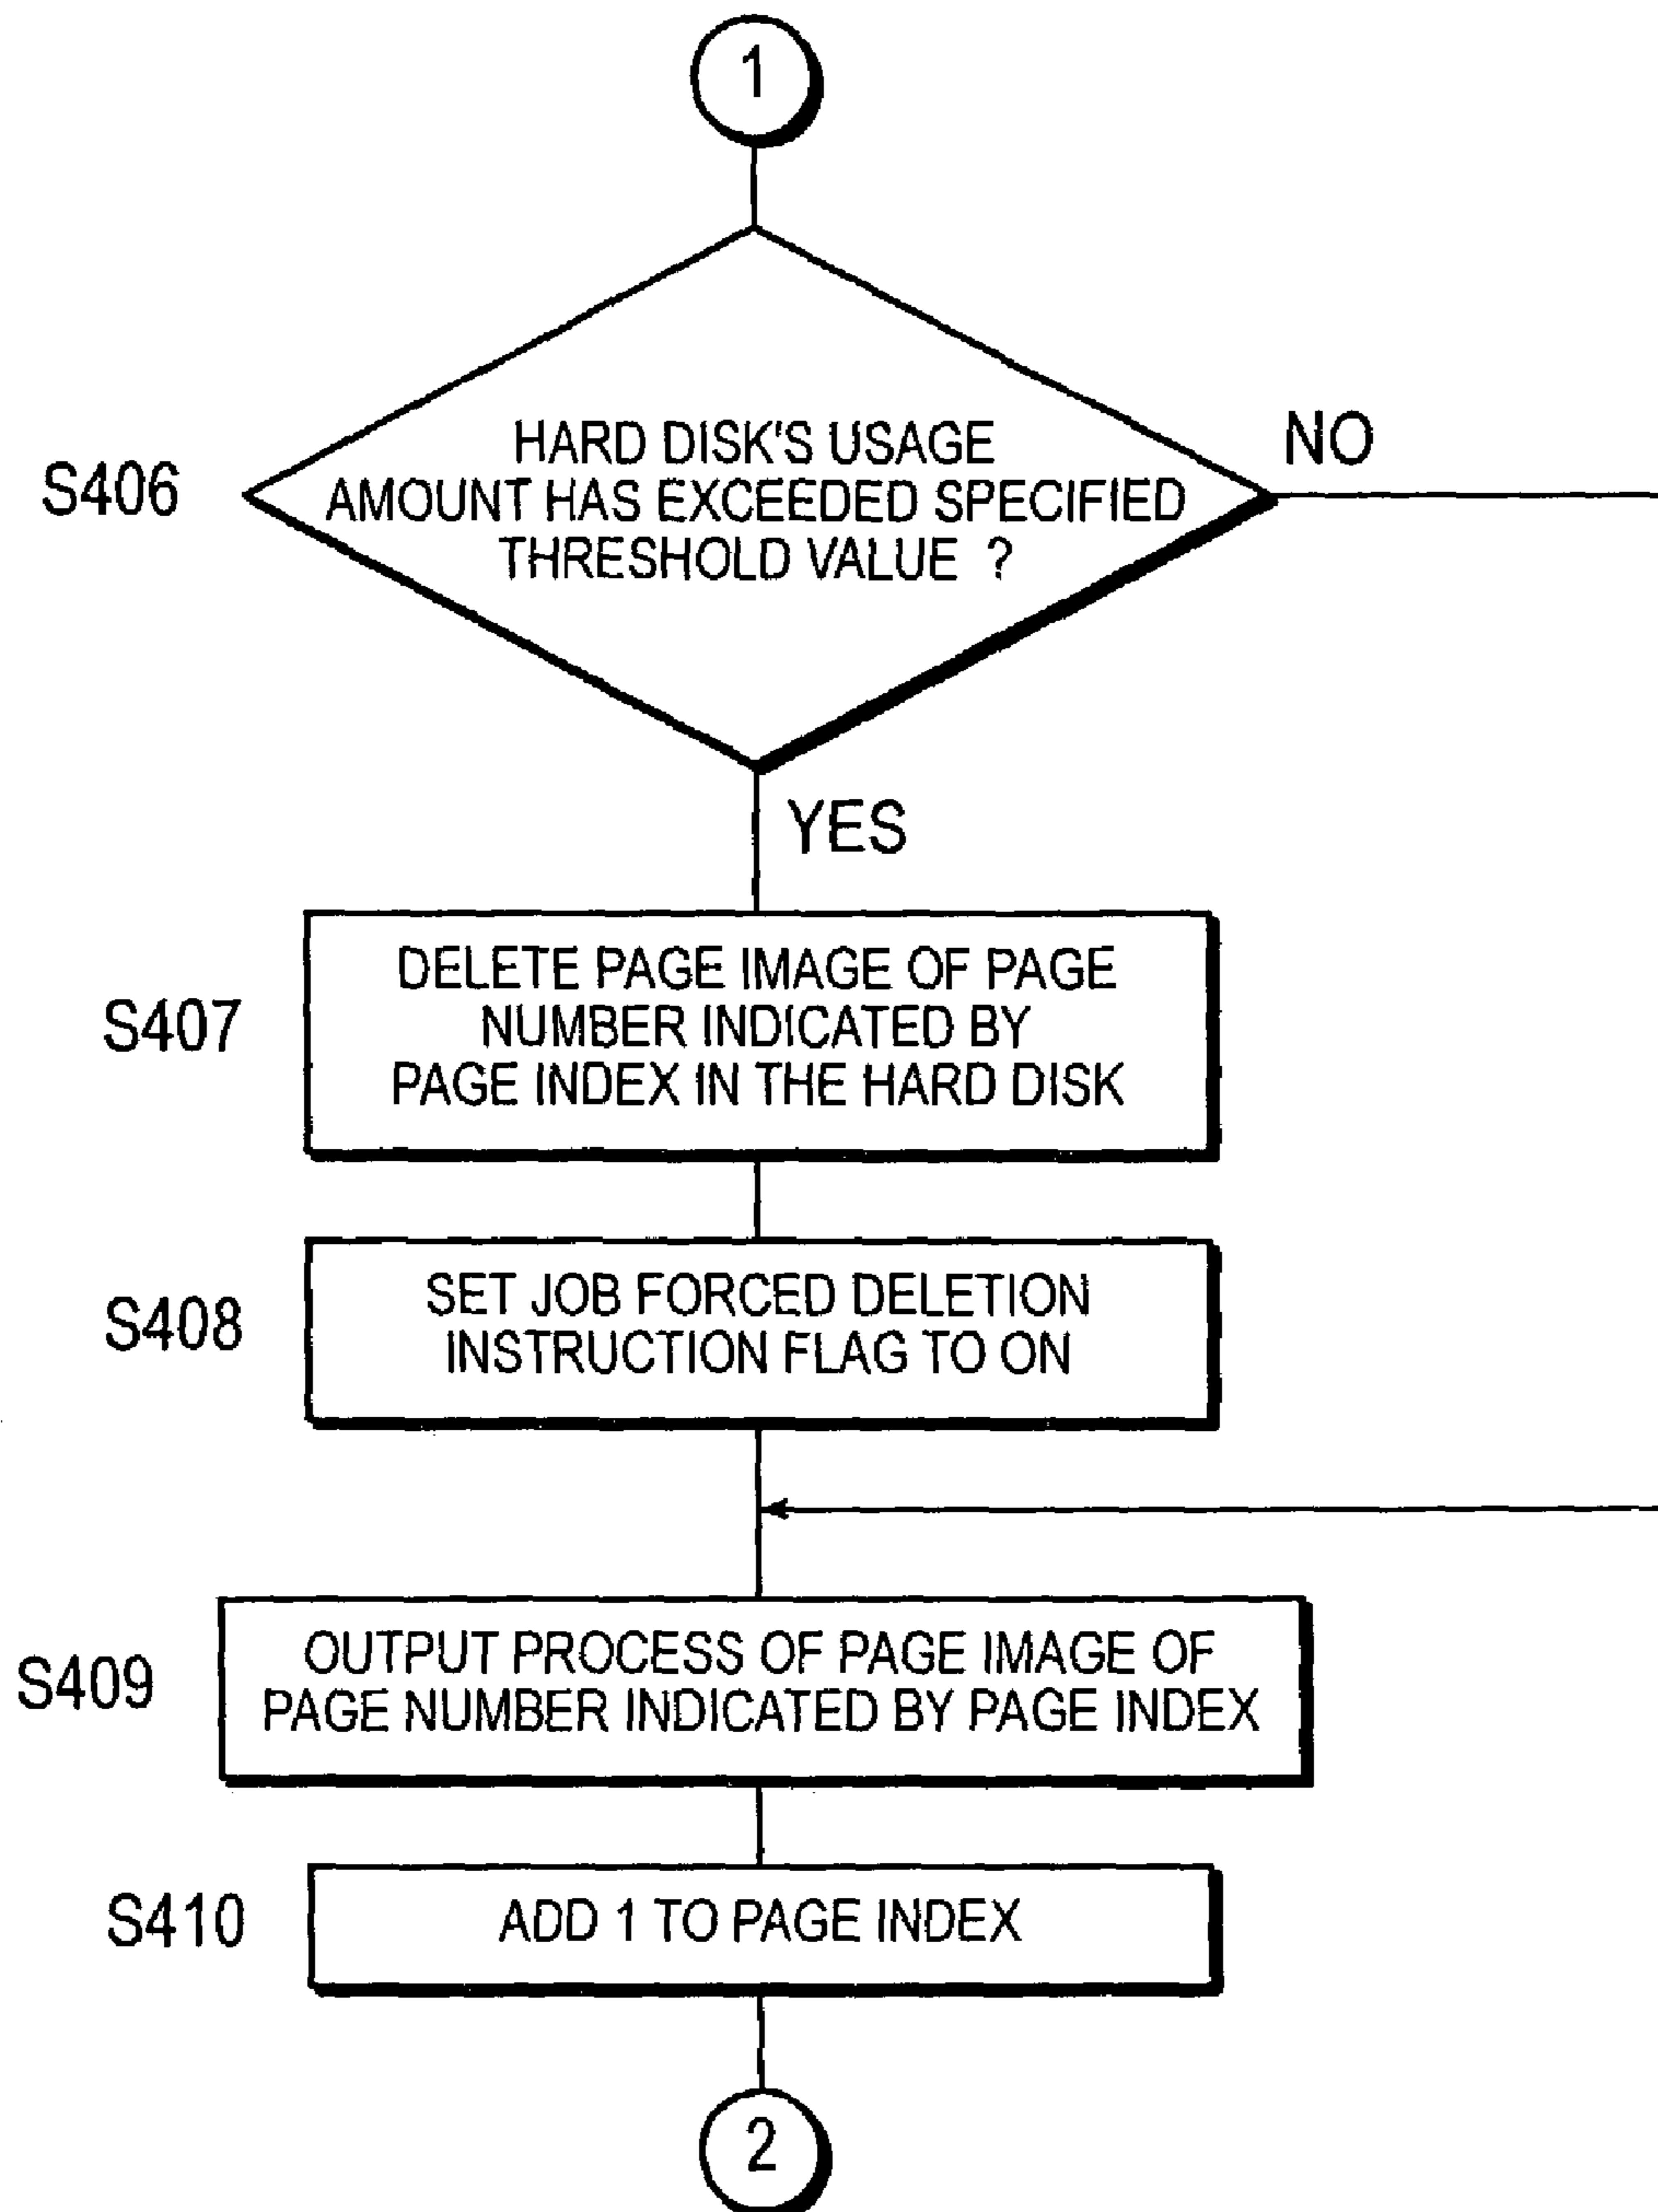 1
HARD DISK'S USAGE
AMOUNT HAS EXCEEDED SPECIFIED
THRESHOLD VALUE ?
NO
S406
YES
S407
DELETE PAGE IMAGE OF PAGE
NUMBER INDICATED BY
PAGE INDEX IN THE HARD DISK
S408
SET JOB FORCED DELETION
INSTRUCTION FLAG TO ON
S409
OUTPUT PROCESS OF PAGE IMAGE OF
PAGE NUMBER INDICATED BY PAGE INDEX
S410
ADD 1 TO PAGE INDEX
2